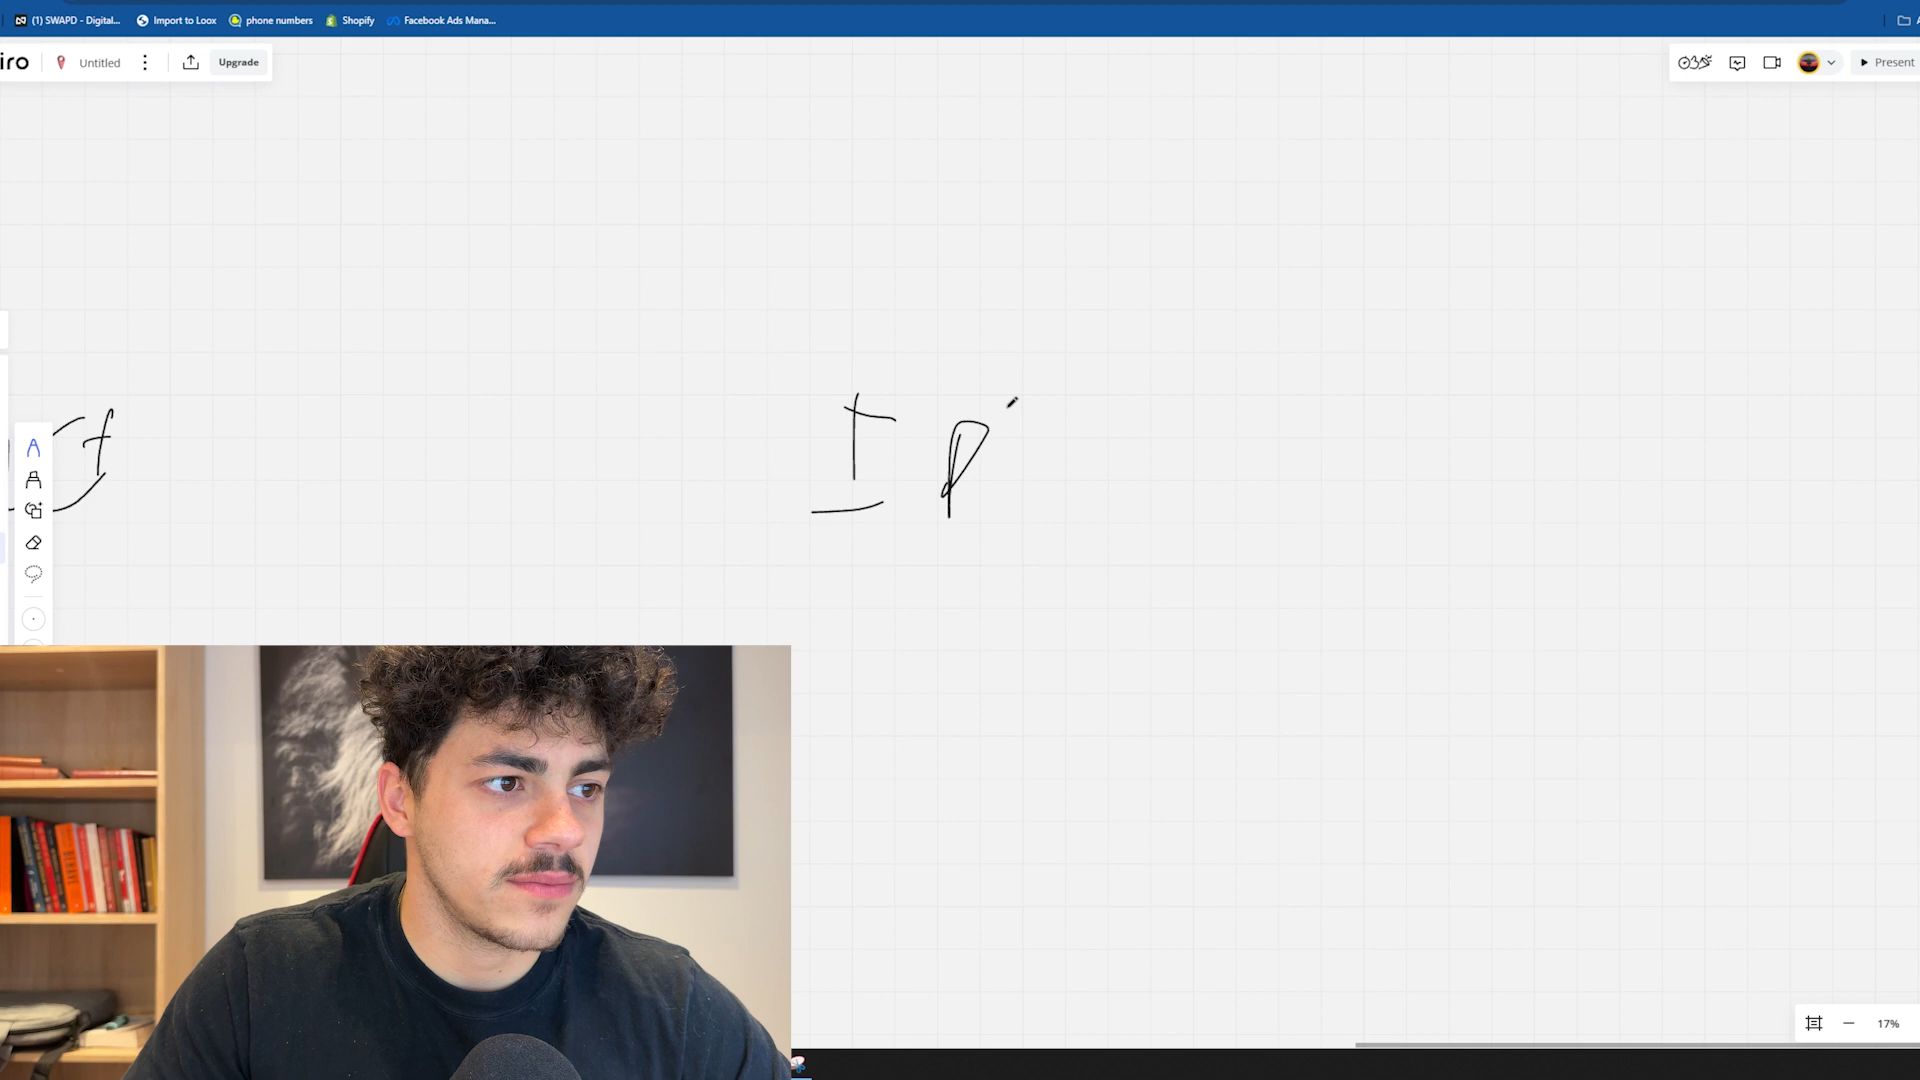 (1) SWAPD - Digital... Import to Loox phone numbers Shopify Facebook Ads Mana...
iro Untitled Upgrade
Present
I P
17%